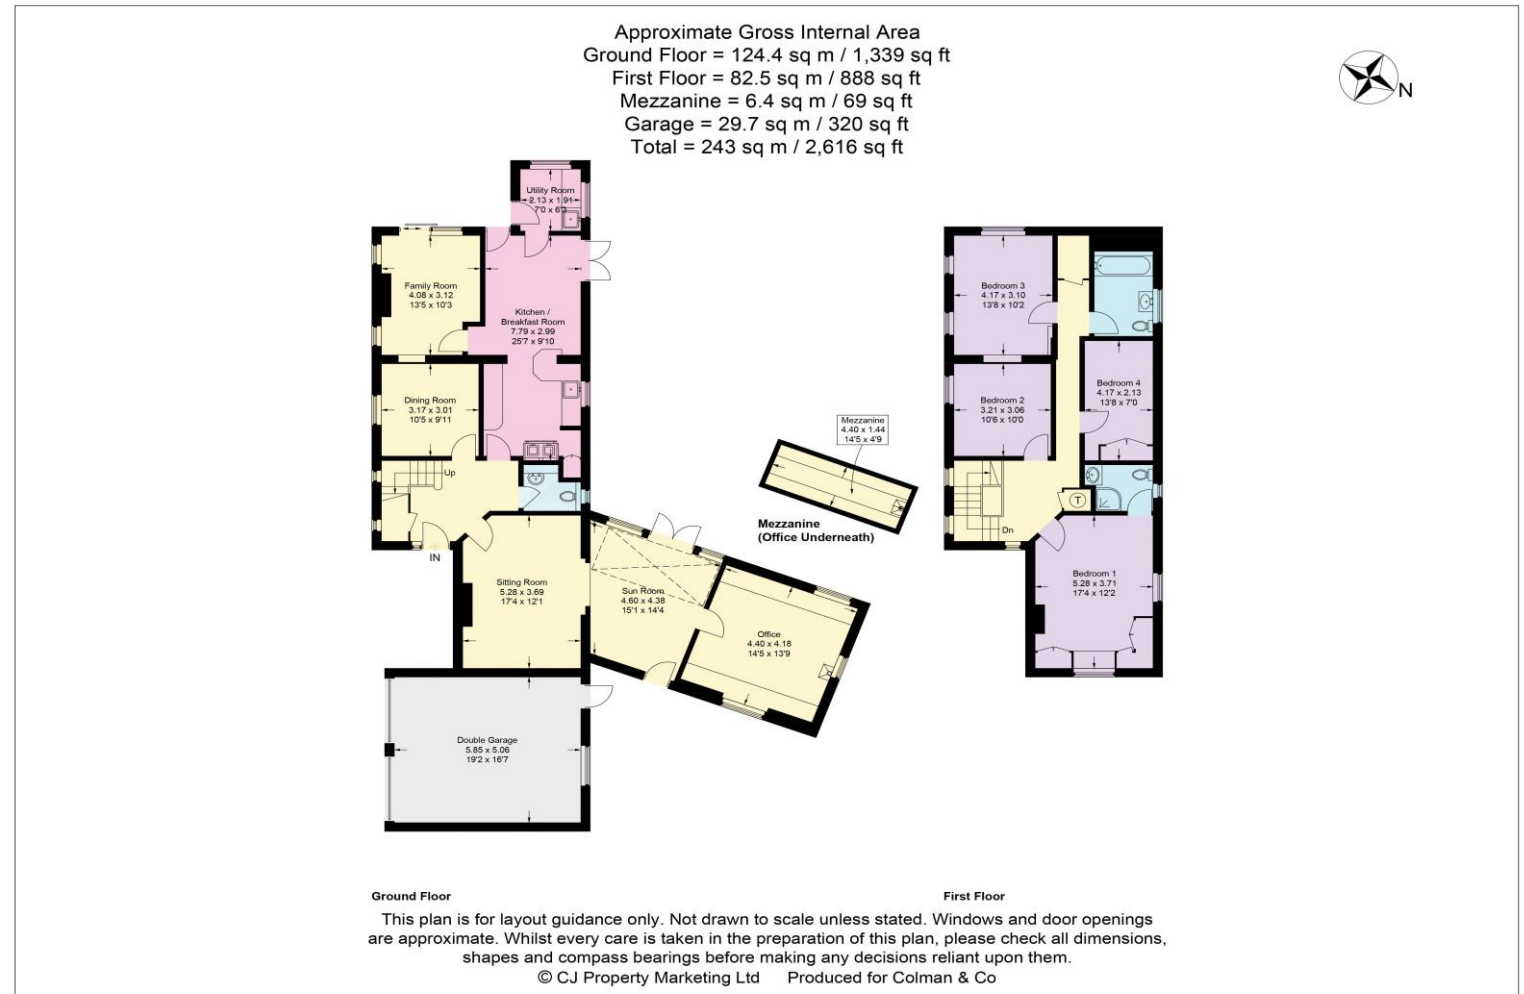 Approximate Gross Internal Area
Ground Floor = 124.4 sq m / 1,339 sq ft
First Floor = 82.5 sq m / 888 sq ft
Mezzanine = 6.4 sq m / 69 sq ft
Garage = 29.7 sq m / 320 sq ft
Total = 243 sq m / 2,616 sq ft
N
Utility Room
2.13 x 1.91
7'0 x 6'3
Family Room
4.08 x 3.12
13'5 x 10'3
Kitchen /
Breakfast Room
7.79 x 2.99
25'7 x 9'10
Dining Room
3.17 x 3.01
10'5 x 9'11
Up
IN
Sitting Room
5.28 x 3.69
17'4 x 12'1
Sun Room
4.60 x 4.38
15'1 x 14'4
Office
4.40 x 4.18
14'5 x 13'9
Double Garage
5.85 x 5.06
19'2 x 16'7
Mezzanine
4.40 x 1.44
14'5 x 4'9
Mezzanine
(Office Underneath)
Bedroom 3
4.17 x 3.10
13'8 x 10'2
Bedroom 4
4.17 x 2.13
13'8 x 7'0
Bedroom 2
3.21 x 3.06
10'6 x 10'0
T
Dn
Bedroom 1
5.28 x 3.71
17'4 x 12'2
Ground Floor
First Floor
This plan is for layout guidance only. Not drawn to scale unless stated. Windows and door openings
are approximate. Whilst every care is taken in the preparation of this plan, please check all dimensions,
shapes and compass bearings before making any decisions reliant upon them.
© CJ Property Marketing Ltd Produced for Colman & Co